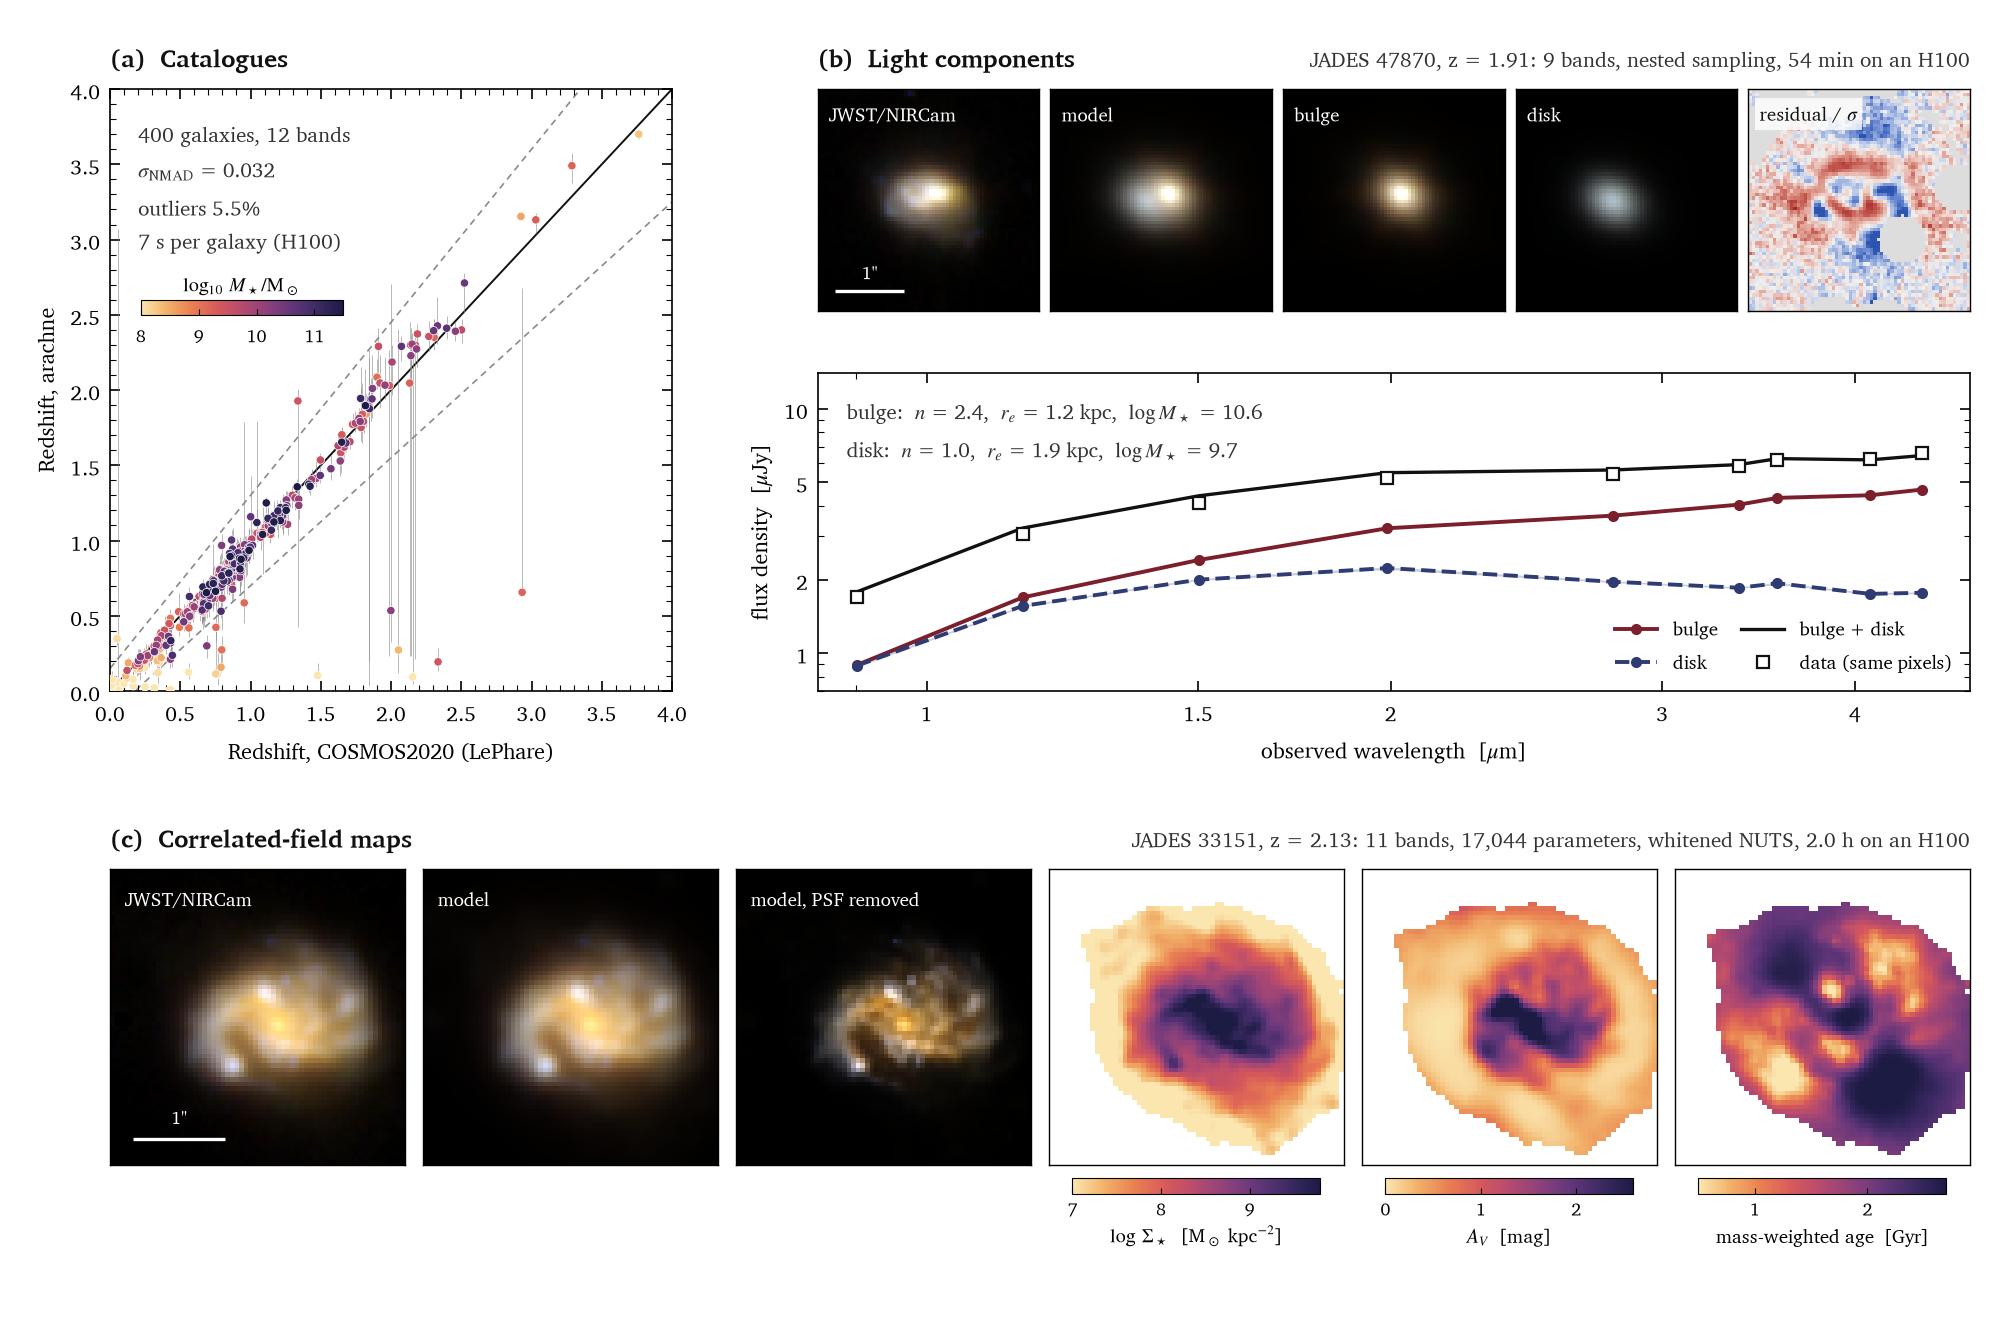 (a) Catalogues
400 galaxies, 12 bands
σNMAD = 0.032
outliers 5.5%
7 s per galaxy (H100)
log₁₀ M⋆/M⊙
8 9 10 11
4.0
3.5
3.0
2.5
2.0
1.5
1.0
0.5
0.0
Redshift, arachne
0.0 0.5 1.0 1.5 2.0 2.5 3.0 3.5 4.0
Redshift, COSMOS2020 (LePhare)
(b) Light components
JADES 47870, z = 1.91: 9 bands, nested sampling, 54 min on an H100
JWST/NIRCam
1"
model
bulge
disk
residual / σ
bulge: n = 2.4, rₑ = 1.2 kpc, log M⋆ = 10.6
disk: n = 1.0, rₑ = 1.9 kpc, log M⋆ = 9.7
10
5
2
1
flux density [μJy]
bulge
disk
bulge + disk
data (same pixels)
1 1.5 2 3 4
observed wavelength [μm]
(c) Correlated-field maps
JADES 33151, z = 2.13: 11 bands, 17,044 parameters, whitened NUTS, 2.0 h on an H100
JWST/NIRCam
1"
model
model, PSF removed
7 8 9
log Σ⋆ [M⊙ kpc⁻²]
0 1 2
A_V [mag]
1 2
mass-weighted age [Gyr]